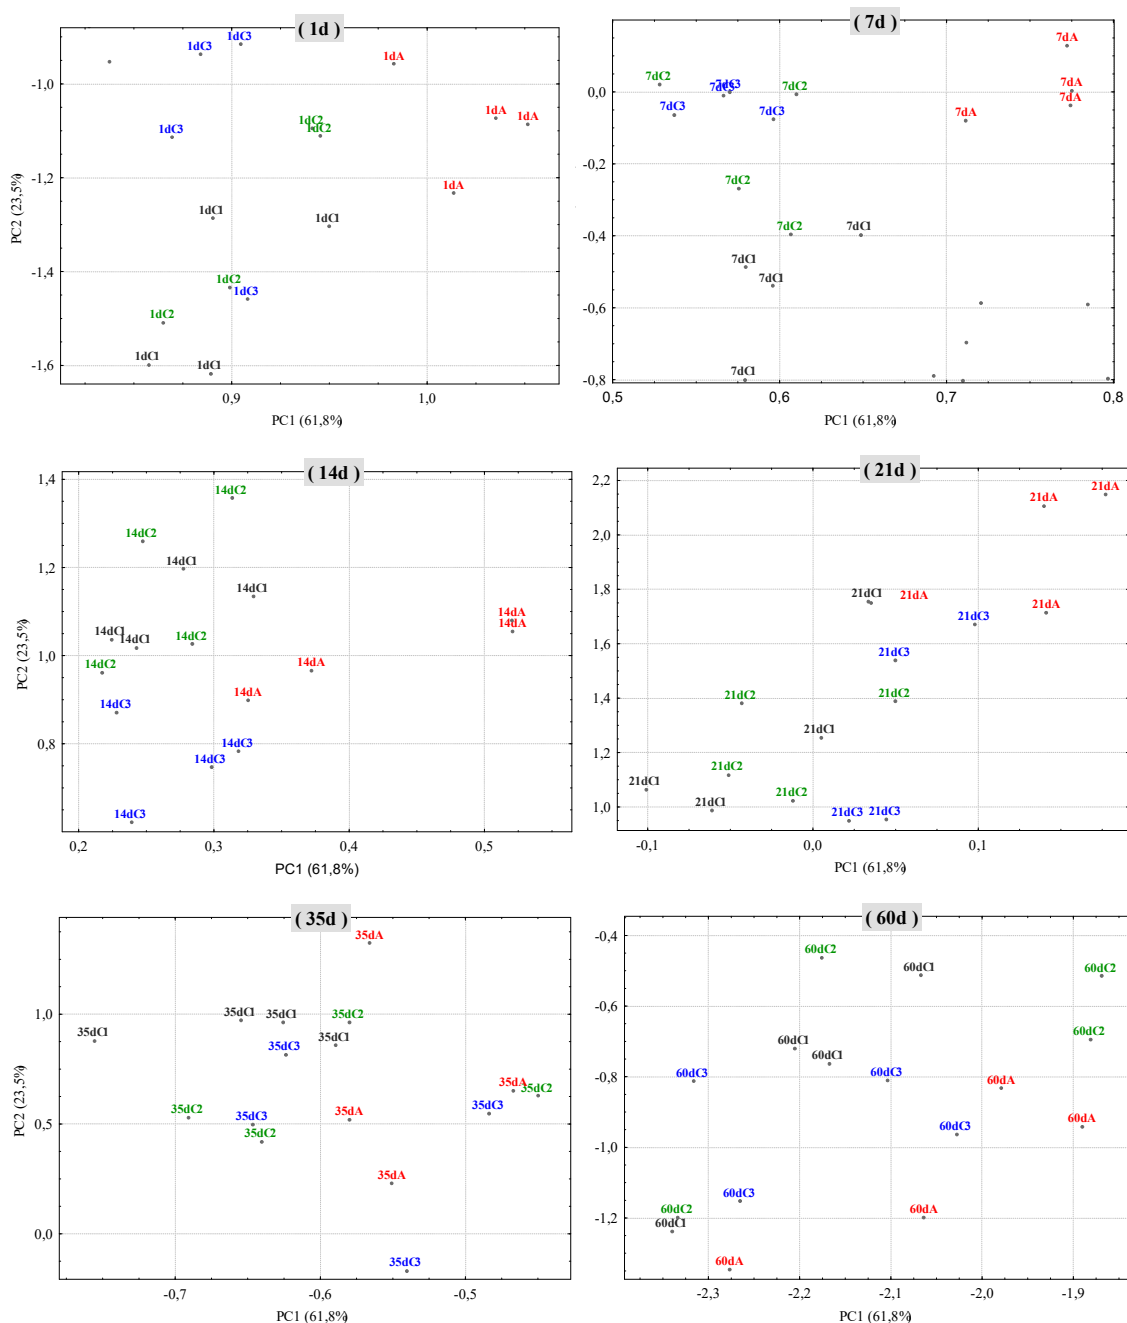 ( 1d )
1dC3
1dC3
1dA
-1,0
1dA
1dA
1dC2
1dC2
1dC3
1dA
-1,2
1dC1
1dC1
PC2 (23,5%)
-1,4
1dC2
1dC3
1dC2
1dC1
1dC1
-1,6
0,9
1,0
PC1 (61,8%)
( 7d )
7dA
7dC2
7dC3
7dC3
7dC2
7dA
7dA
0,0
7dC3
7dC3
7dA
-0,2
7dC2
7dC2
7dC1
-0,4
7dC1
7dC1
-0,6
7dC1
-0,8
0,5
0,6
0,7
0,8
PC1 (61,8%)
( 14d )
1,4
14dC2
14dC2
14dC1
1,2
14dC1
14dA
14dA
14dC1
14dC1
14dC2
1,0
14dC2
14dA
14dA
14dC3
PC2 (23,5%)
0,8
14dC3
14dC3
14dC3
0,2
0,3
0,4
0,5
PC1 (61,8%)
( 21d )
2,2
21dA
21dA
2,0
1,8
21dC1
21dA
21dA
21dC3
1,6
21dC3
1,4
21dC2
21dC2
1,2
21dC1
21dC2
21dC1
21dC1
21dC2
1,0
21dC3
21dC3
-0,1
0,0
0,1
PC1 (61,8%)
( 35d )
35dA
1,0
35dC1
35dC1
35dC2
35dC1
35dC1
35dC3
PC2 (23,5%)
35dA
35dC2
35dC3
35dC2
0,5
35dC3
35dA
35dC2
35dA
0,0
35dC3
-0,7
-0,6
-0,5
PC1 (61,8%)
( 60d )
-0,4
60dC2
60dC1
60dC2
-0,6
60dC2
60dC1
60dC1
-0,8
60dC3
60dC3
60dA
60dA
-1,0
60dC3
60dC3
-1,2
60dC2
60dC1
60dA
60dA
-2,3
-2,2
-2,1
-2,0
-1,9
PC1 (61,8%)